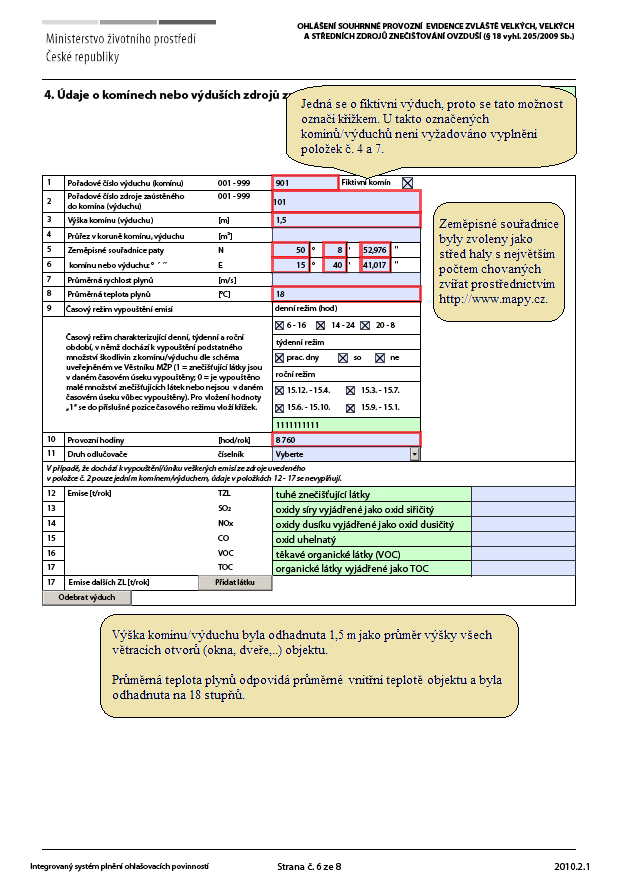 Ministerstvo životního prostředí
České republiky
OHLÁŠENÍ SOUHRNNÉ PROVOZNÍ EVIDENCE ZVLÁŠTĚ VELKÝCH, VELKÝCH
A STŘEDNÍCH ZDROJŮ ZNEČIŠŤOVÁNÍ OVZDUŠÍ (§ 18 vyhl. 205/2009 Sb.)
4. Údaje o komínech nebo výduších zdrojů
Jedná se o fiktivní výduch, proto se tato možnost
označí křížkem. U takto označených
komínů/výduchů není vyžadováno vyplnění
položek č. 4 a 7.
1 Pořadové číslo výduchu (komínu) 001 - 999 901 Fiktivní komín
2 Pořadové číslo zdroje zaústěného
do komína (výduchu) 001 - 999 101
3 Výška komínu (výduchu) [m] 1,5
4 Průřez v koruně komínu, výduchu [m²]
5 Zeměpisné souřadnice paty N 50 ° 8 ' 52,976 "
6 komínu nebo výduchu: ° ´ ˝ E 15 ° 40 ' 41,017 "
7 Průměrná rychlost plynů [m/s]
8 Průměrná teplota plynů [°C] 18
Zeměpisné souřadnice
byly zvoleny jako
střed haly s největším
počtem chovaných
zvířat prostřednictvím
http://www.mapy.cz.
9 Časový režim vypouštění emisí denní režim (hod)
6 - 16 14 - 24 20 - 8
týdenní režim
prac. dny so ne
roční režim
15.12. - 15.4. 15.3. - 15.7.
15.6. - 15.10. 15.9. - 15.1.
1111111111
Časový režim charakterizující denní, týdenní a roční
období, v němž dochází k vypouštění podstatného
množství škodlivin z komínu/výduchu dle schéma
uveřejněném ve Věstníku MŽP (1 = znečišťující látky jsou
v daném časovém úseku vypouštěny; 0 = je vypouštěno
malé množství znečišťujících látek nebo nejsou v daném
časovém úseku vůbec vypouštěny). Pro vložení hodnoty
„1" se do příslušné pozice časového režimu vloží křížek.
10 Provozní hodiny [hod/rok] 8 760
11 Druh odlučovače číselník Vyberte
V případě, že dochází k vypouštění/úniku veškerých emisí ze zdroje uvedeného
v položce č. 2 pouze jedním komínem/výduchem, údaje v položkách 12 - 17 se nevyplňují.
12 Emise [t/rok] TZL tuhé znečišťující látky
13 SO₂ oxidy síry vyjádřené jako oxid siřičitý
14 NOx oxidy dusíku vyjádřené jako oxid dusičitý
15 CO oxid uhelnatý
16 VOC těkavé organické látky (VOC)
17 TOC organické látky vyjádřené jako TOC
17 Emise dalších ZL [t/rok] Přidat látku
Odebrat výduch
Výška komínu/výduchu byla odhadnuta 1,5 m jako průměr výšky všech
větracích otvorů (okna, dveře,..) objektu.
Průměrná teplota plynů odpovídá průměrné vnitřní teplotě objektu a byla
odhadnuta na 18 stupňů.
Integrovaný systém plnění ohlašovacích povinností
Strana č. 6 ze 8
2010.2.1